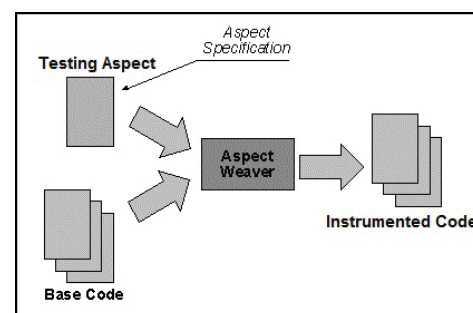 Aspect
Specification
Testing Aspect
Aspect
Weaver
Instrumented Code
Base Code